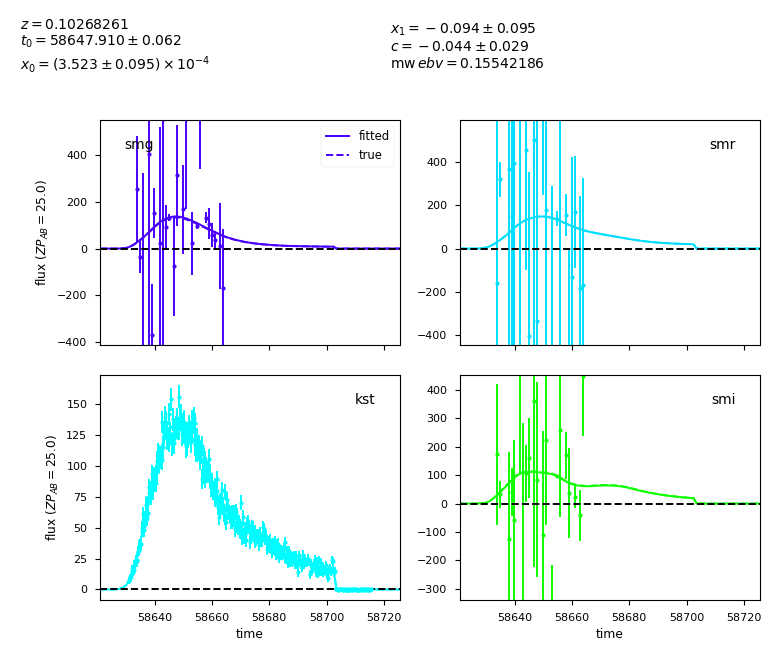 z = 0.10268261
t₀ = 58647.910 ± 0.062
x₀ = (3.523 ± 0.095) × 10⁻⁴
x₁ = −0.094 ± 0.095
c = −0.044 ± 0.029
mw ebv = 0.15542186
smg
fitted
true
400
200
0
−200
−400
flux (ZP_AB = 25.0)
smr
400
200
0
−200
−400
kst
150
125
100
75
50
25
0
flux (ZP_AB = 25.0)
58640 58660 58680 58700 58720
time
smi
400
300
200
100
0
−100
−200
−300
58640 58660 58680 58700 58720
time